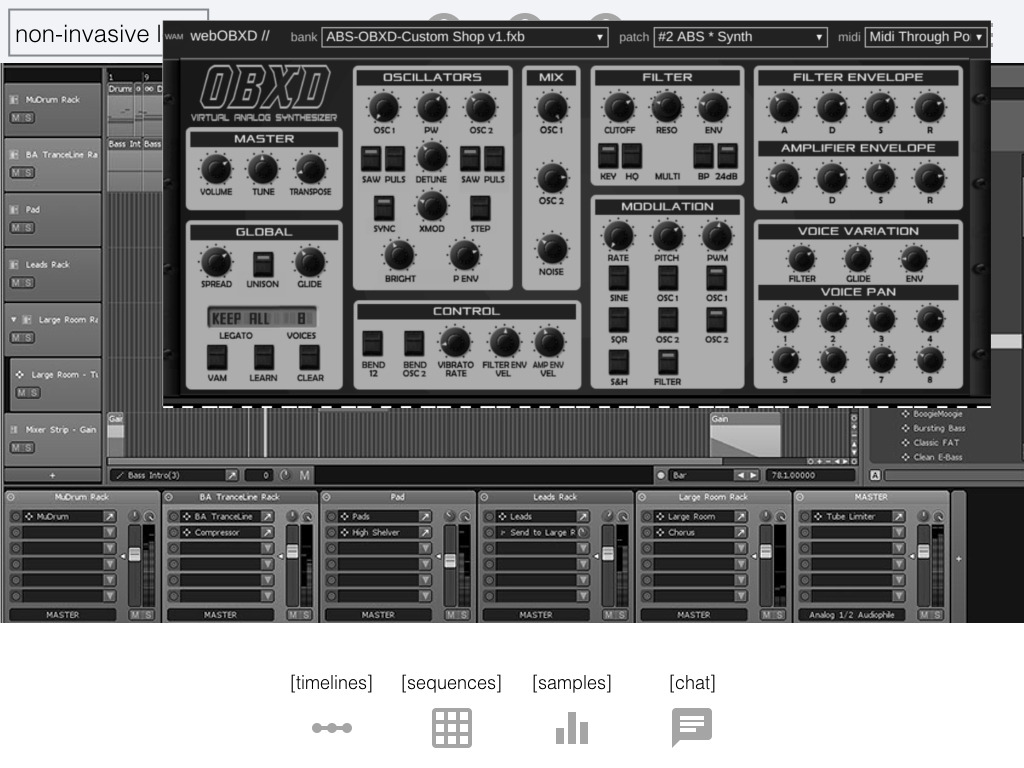 non-invasive
WAM webOBXD // bank ABS-OBXD-Custom Shop v1.fxb patch #2 ABS * Synth midi Midi Through Po
OBXD
VIRTUAL ANALOG SYNTHESIZER
MASTER
VOLUME TUNE TRANSPOSE
GLOBAL
SPREAD UNISON GLIDE
KEEP ALL 8
LEGATO VOICES
VAM LEARN CLEAR
OSCILLATORS
OSC 1 PW OSC 2
SAW PULS DETUNE SAW PULS
SYNC XMOD STEP
BRIGHT P ENV
MIX
OSC 1
OSC 2
NOISE
CONTROL
BEND 12 BEND OSC 2 VIBRATO RATE FILTER ENV VEL AMP ENV VEL
FILTER
CUTOFF RESO ENV
KEY HQ MULTI BP 24dB
MODULATION
RATE PITCH PWM
SINE OSC 1 OSC 1
SQR OSC 2 OSC 2
S&H FILTER
FILTER ENVELOPE
A D S R
AMPLIFIER ENVELOPE
A D S R
VOICE VARIATION
FILTER GLIDE ENV
VOICE PAN
1 2 3 4
5 6 7 8
1 9
MuDrum Rack
M S
Drum
BA TranceLine Ra
M S
Bass Int Bass
Pad
M S
Leads Rack
M S
Large Room Ra
M S
Large Room - Tu
M S
Mixer Strip - Gain
M S
Gain
Gain
+
Bass Intro(3) 0 M Bar 78.1.00000
BoogieMoogie
Bursting Bass
Classic FAT
Clean E-Bass
A
MuDrum Rack BA TranceLine Rack Pad Leads Rack Large Room Rack MASTER
MuDrum BA TranceLine Pads Leads Large Room Tube Limiter
Compressor High Shelver Send to Large R Chorus
MASTER M S MASTER M S MASTER M S MASTER M S MASTER M S Analog 1/2 Audiophile M S
+
[timelines] [sequences] [samples] [chat]